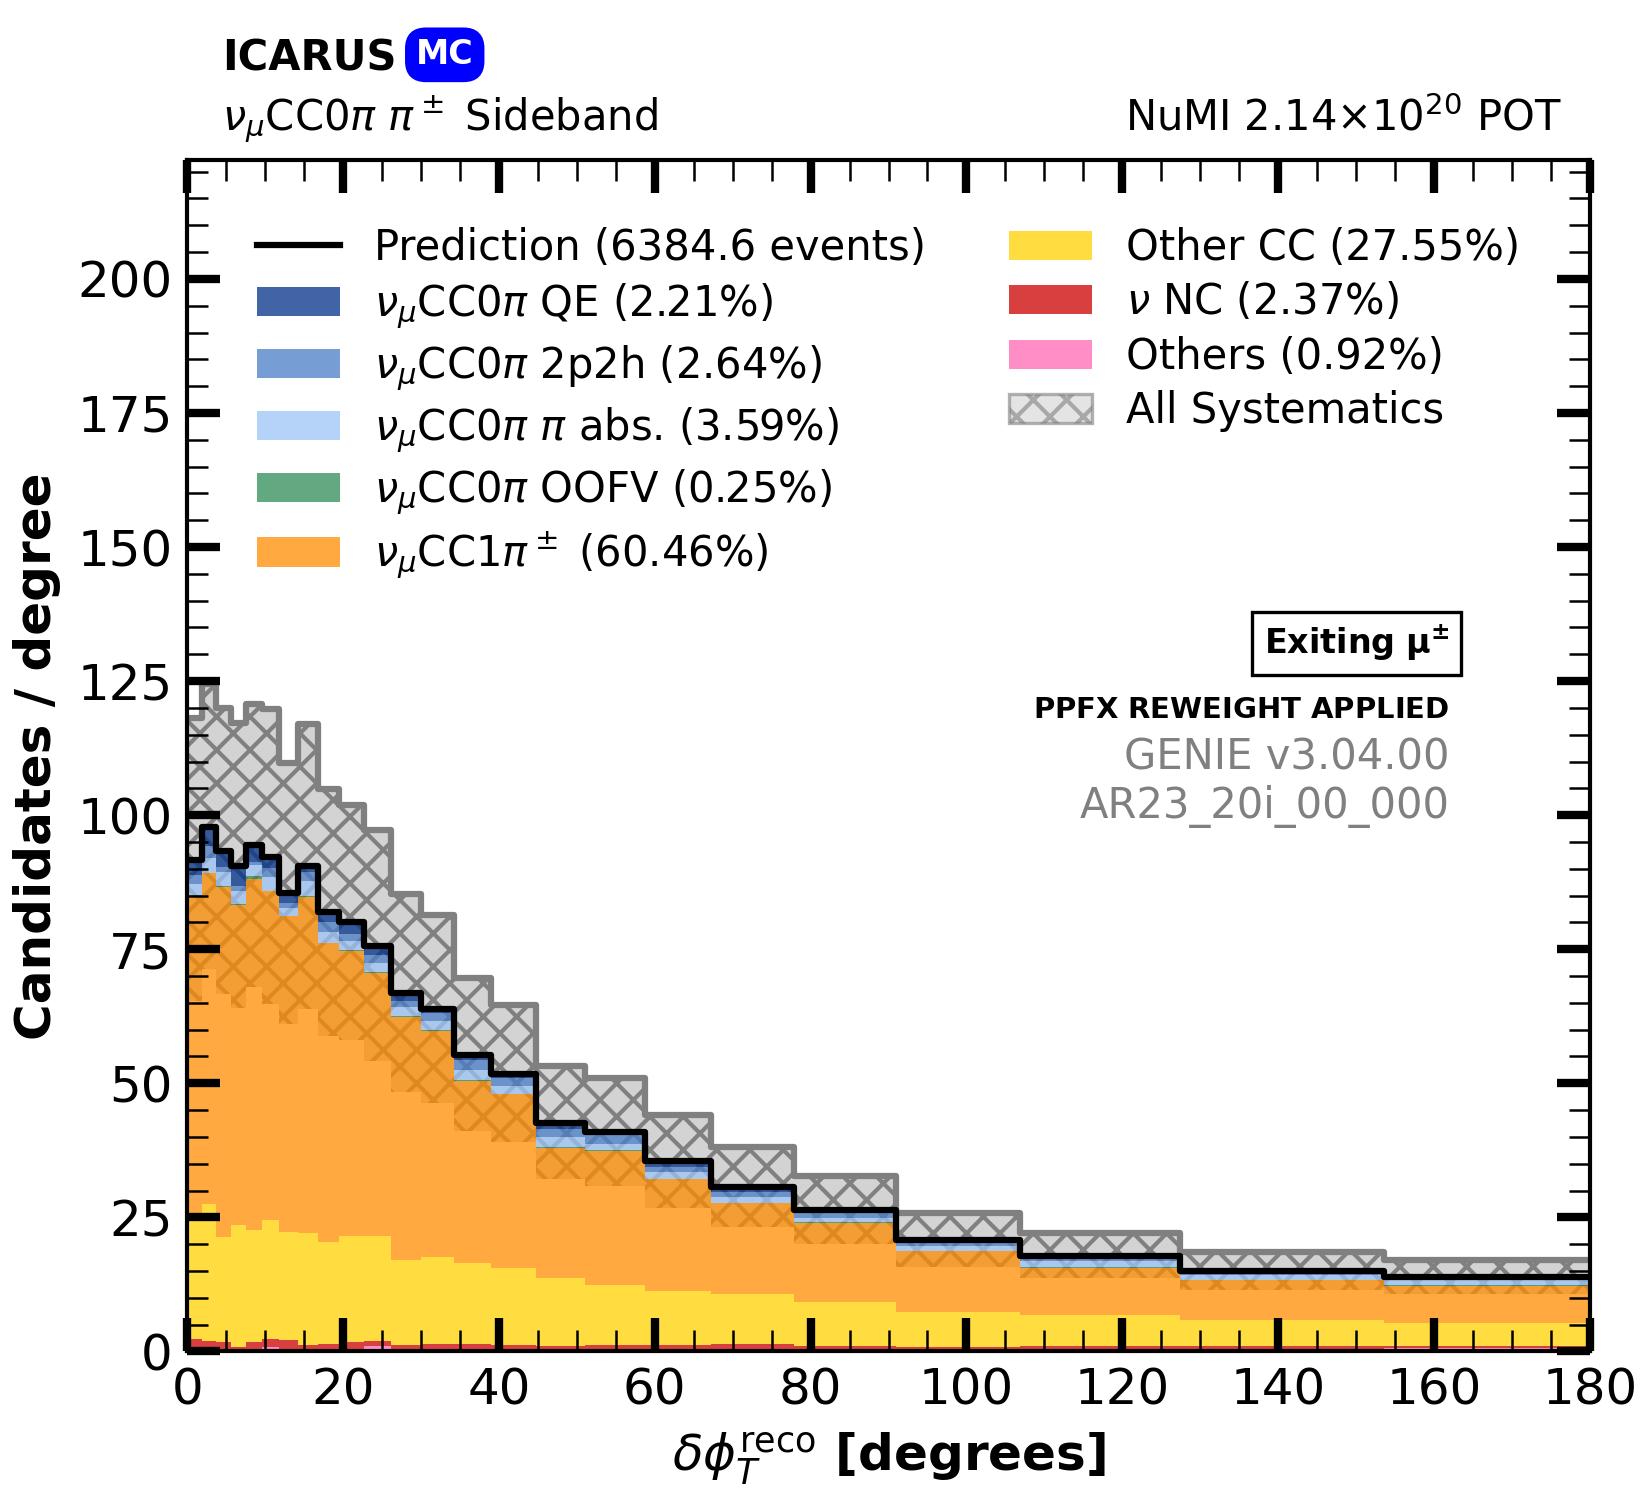 ICARUS MC
νμCC0π π± Sideband
NuMI 2.14×10²⁰ POT
Prediction (6384.6 events)
νμCC0π QE (2.21%)
νμCC0π 2p2h (2.64%)
νμCC0π π abs. (3.59%)
νμCC0π OOFV (0.25%)
νμCC1π± (60.46%)
Other CC (27.55%)
ν NC (2.37%)
Others (0.92%)
All Systematics
Exiting μ±
PPFX REWEIGHT APPLIED
GENIE v3.04.00
AR23_20i_00_000
Candidates / degree
200
175
150
125
100
75
50
25
0
0 20 40 60 80 100 120 140 160 180
δϕ_T^reco [degrees]